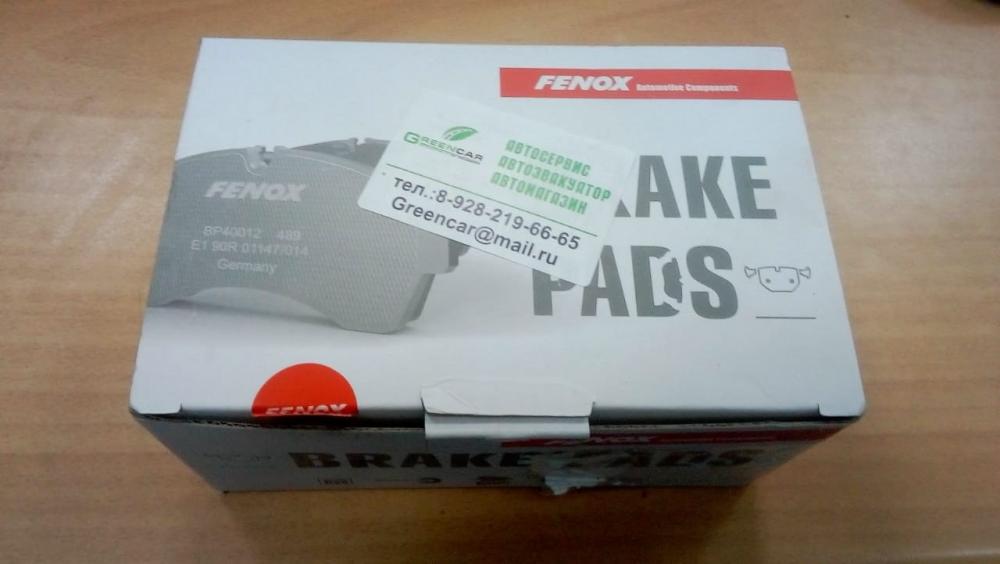 FENOX Automotive Components
GREENCAR
АВТОСЕРВИС
АВТОЭВАКУАТОР
АВТОМАГАЗИН
тел.:8-928-219-66-65
Greencar@mail.ru
RAKE
PADS
FENOX
BP40012 489
E1 90R 01147/014
Germany
FENOX
FENOX
BRAKE PADS